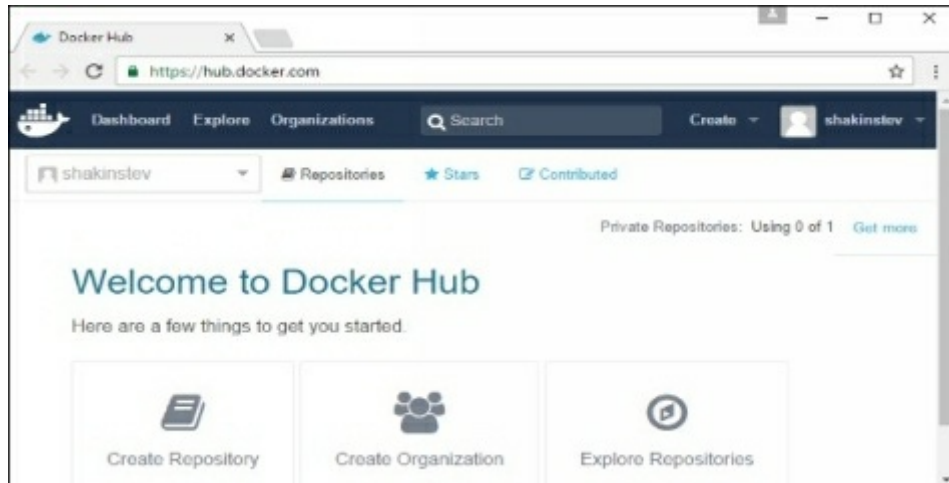 Docker Hub
https://hub.docker.com
Dashboard Explore Organizations Search Create shakinstev
shakinstev Repositories Stars Contributed
Private Repositories: Using 0 of 1 Get more
Welcome to Docker Hub
Here are a few things to get you started.
Create Repository Create Organization Explore Repositories